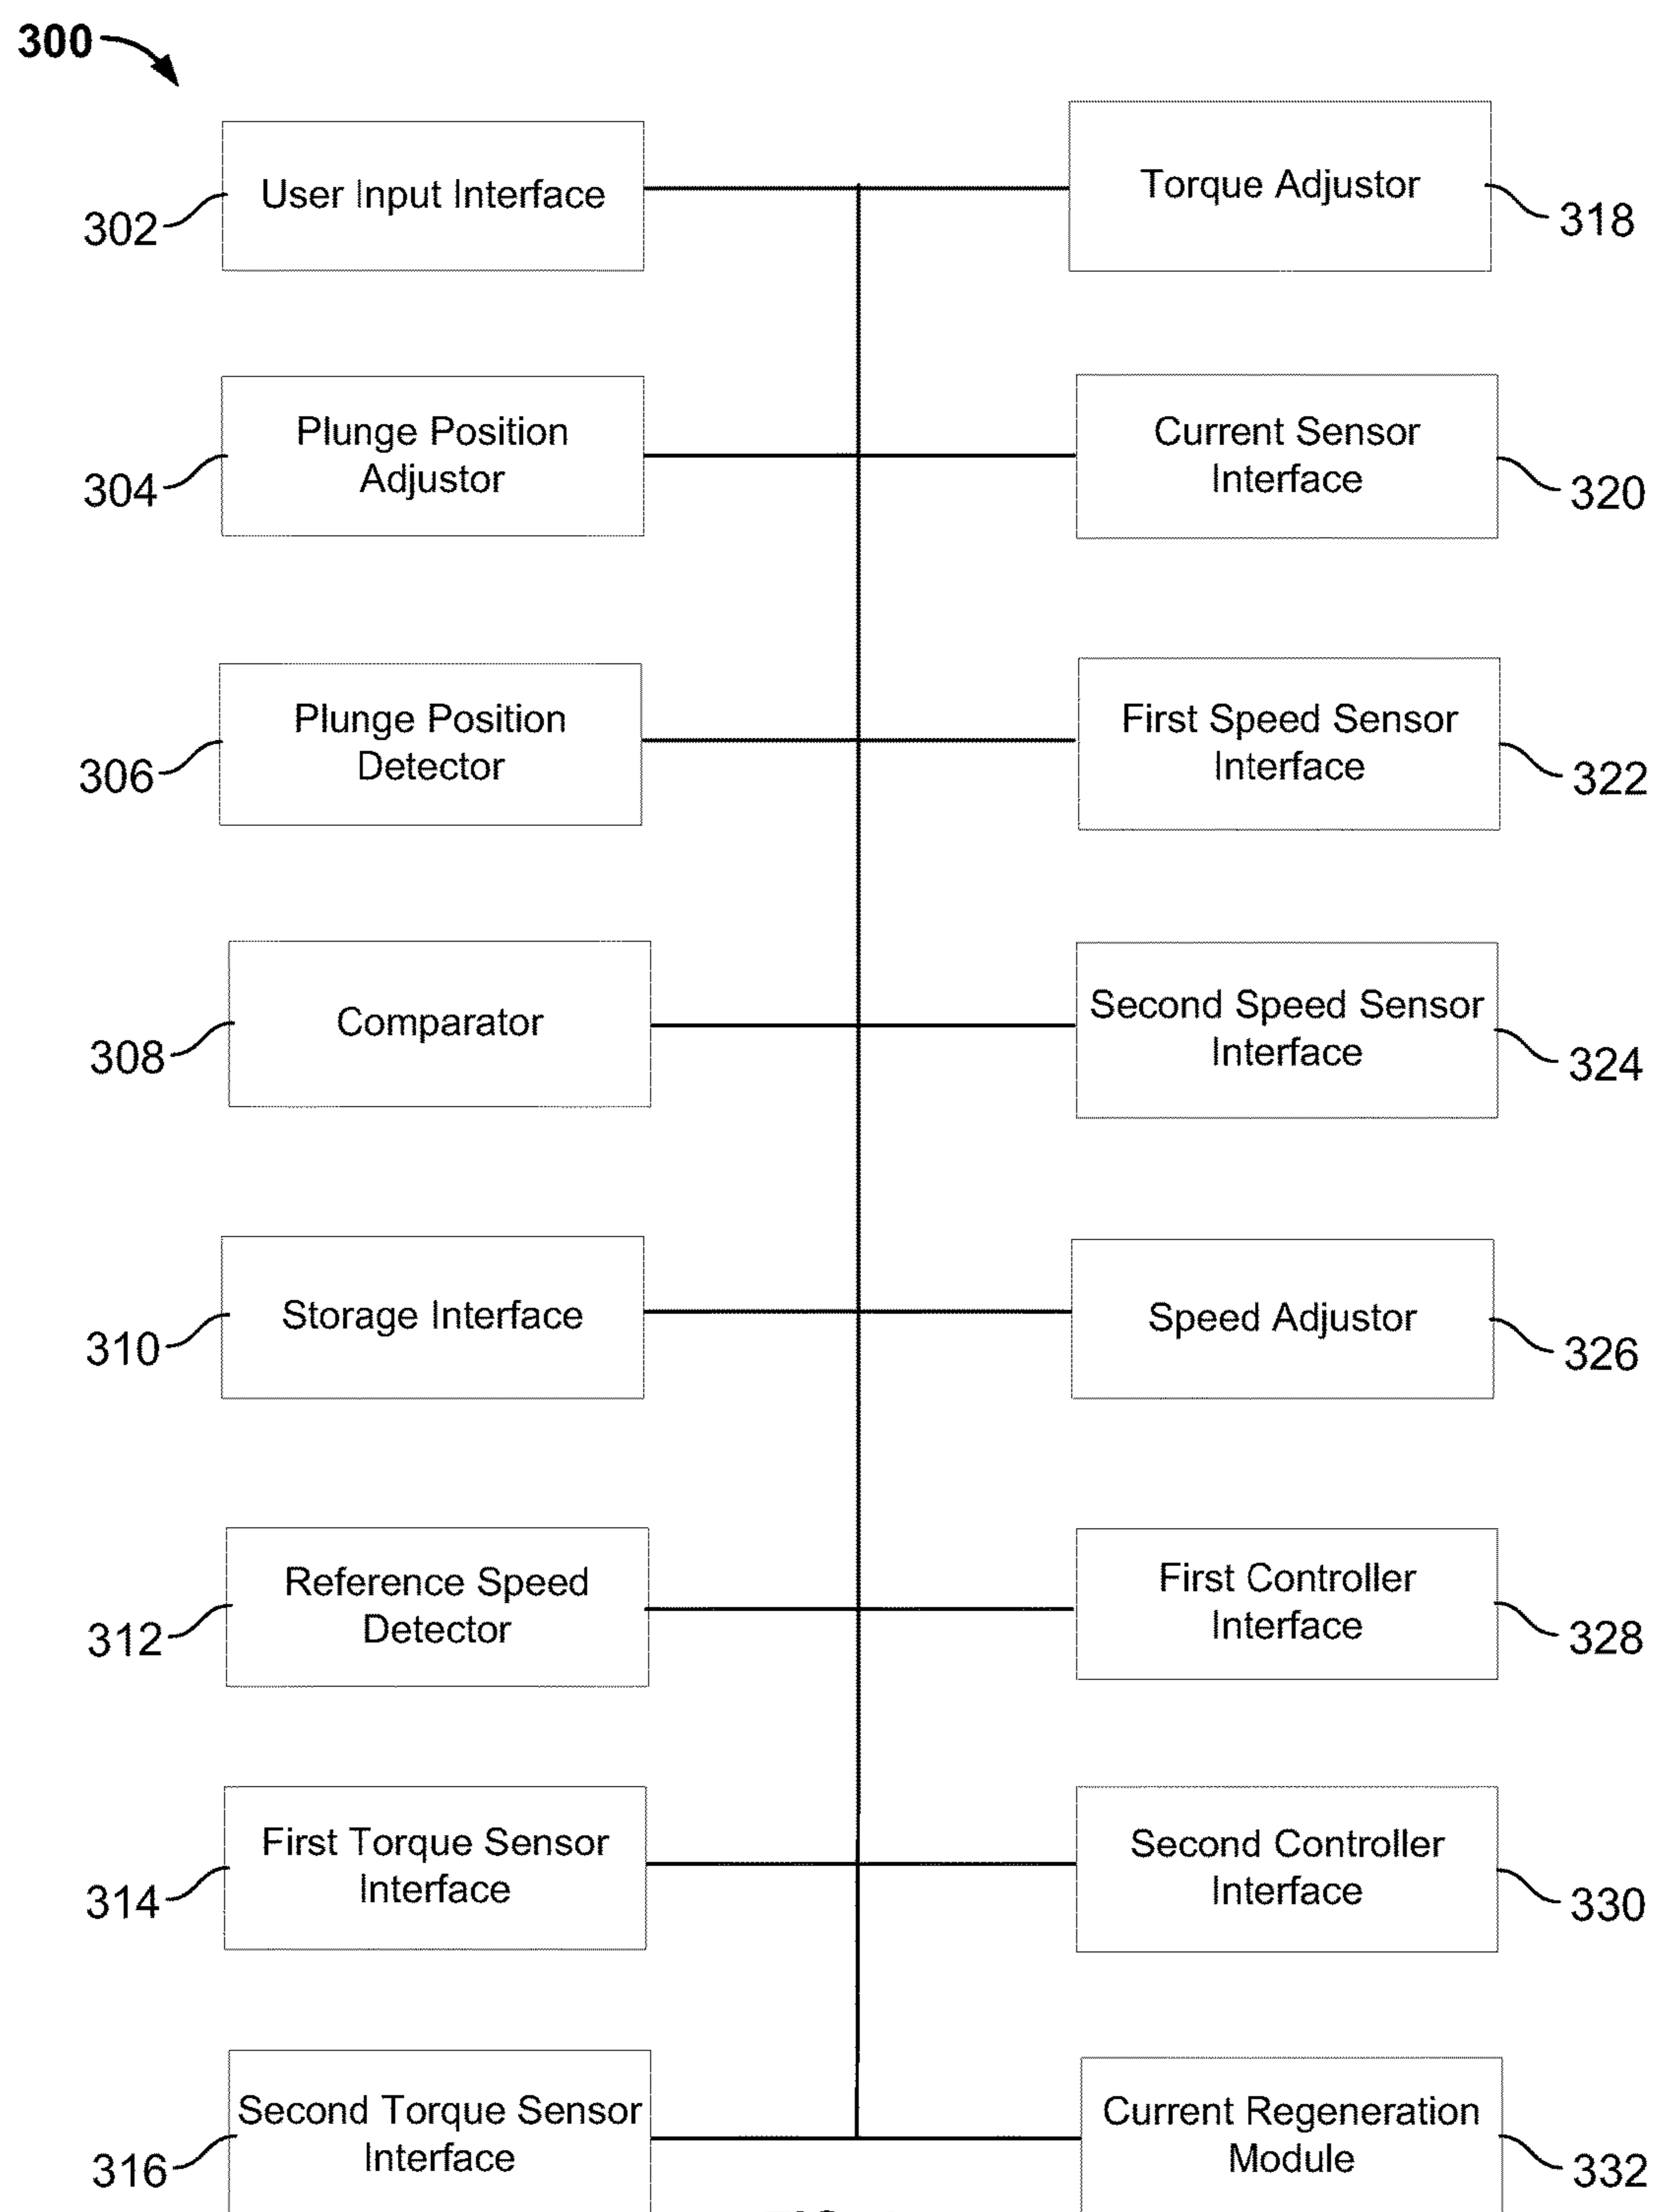 300
User Input Interface
302
Torque Adjustor
318
Plunge Position
Adjustor
304
Current Sensor
Interface
320
Plunge Position
Detector
306
First Speed Sensor
Interface
322
Comparator
308
Second Speed Sensor
Interface
324
Storage Interface
310
Speed Adjustor
326
Reference Speed
Detector
312
First Controller
Interface
328
First Torque Sensor
Interface
314
Second Controller
Interface
330
Second Torque Sensor
Interface
316
Current Regeneration
Module
332